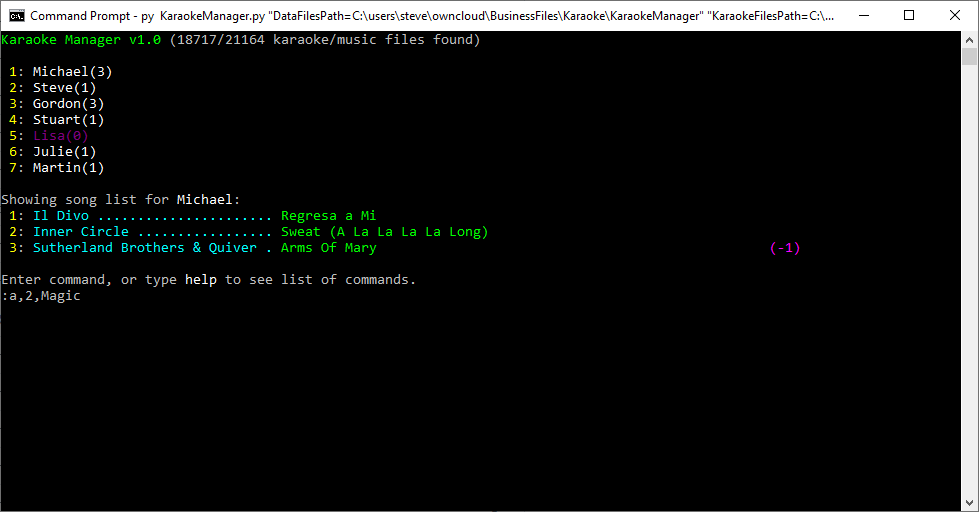 Command Prompt - py KaraokeManager.py "DataFilesPath=C:\users\steve\owncloud\BusinessFiles\Karaoke\KaraokeManager" "KaraokeFilesPath=C:\...
Karaoke Manager v1.0 (18717/21164 karaoke/music files found)
1: Michael(3)
2: Steve(1)
3: Gordon(3)
4: Stuart(1)
5: Lisa(0)
6: Julie(1)
7: Martin(1)
Showing song list for Michael:
1: Il Divo ...................... Regresa a Mi
2: Inner Circle ................. Sweat (A La La La La Long)
3: Sutherland Brothers & Quiver . Arms Of Mary (-1)
Enter command, or type help to see list of commands.
:a,2,Magic